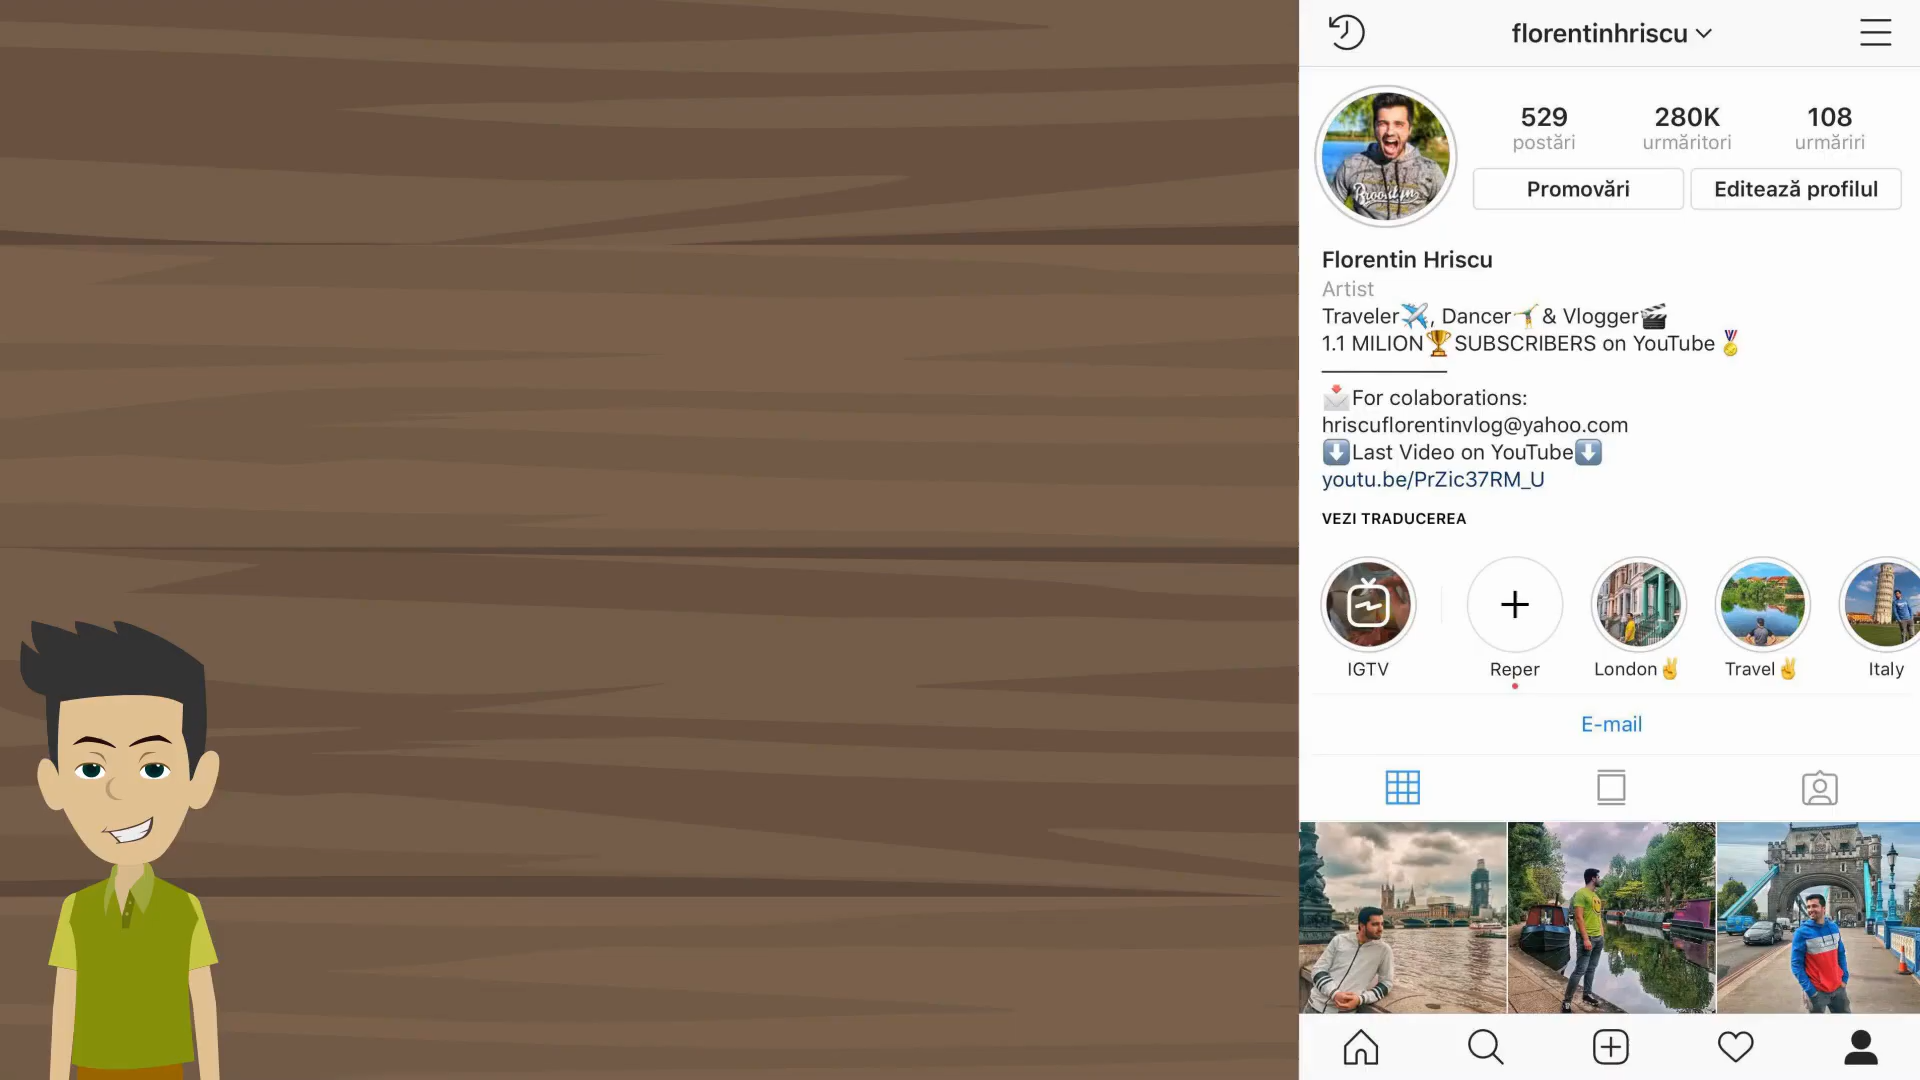 florentinhriscu
529
280K
108
postări
urmăritori
urmăriri
Promovări
Editează profilul
Brooklyn
Florentin Hriscu
Artist
Traveler✈️, Dancer🤸‍♂️& Vlogger🎬
1.1 MILION🏆SUBSCRIBERS on YouTube🏅
📩For colaborations:
hriscuflorentinvlog@yahoo.com
⬇️Last Video on YouTube⬇️
youtu.be/PrZic37RM_U
VEZI TRADUCEREA
IGTV
Reper
London✌️
Travel✌️
Italy
E-mail